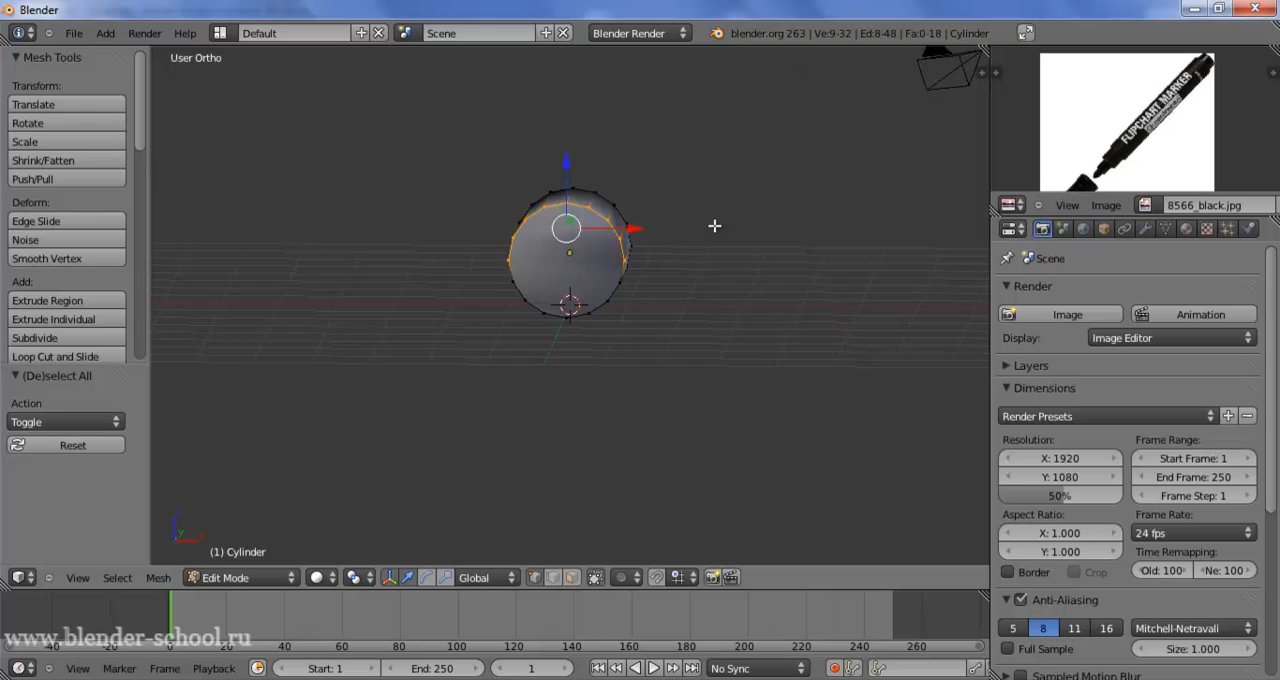 Blender
File Add Render Help Default Scene Blender Render blender.org 263 | Ve:9-32 | Ed:8-48 | Fa:0-18 | Cylinder
Mesh Tools
Transform:
Translate
Rotate
Scale
Shrink/Fatten
Push/Pull
Deform:
Edge Slide
Noise
Smooth Vertex
Add:
Extrude Region
Extrude Individual
Subdivide
Loop Cut and Slide
(De)select All
Action
Toggle
Reset
User Ortho
(1) Cylinder
View Select Mesh Edit Mode Global
FLIPCHART MARKER
View Image 8566_black.jpg
Scene
Render
Image Animation
Display: Image Editor
Layers
Dimensions
Render Presets
Resolution: Frame Range:
X: 1920 Start Frame: 1
Y: 1080 End Frame: 250
50% Frame Step: 1
Aspect Ratio: Frame Rate:
X: 1.000 24 fps
Y: 1.000 Time Remapping:
Border Crop Old: 100 Ne: 100
Anti-Aliasing
5 8 11 16 Mitchell-Netravali
Full Sample Size: 1.000
Sampled Motion Blur
www.blender-school.ru
-40 -20 0 20 40 60 80 100 120 140 160 180 200 220 240 260
View Marker Frame Playback Start: 1 End: 250 1 No Sync